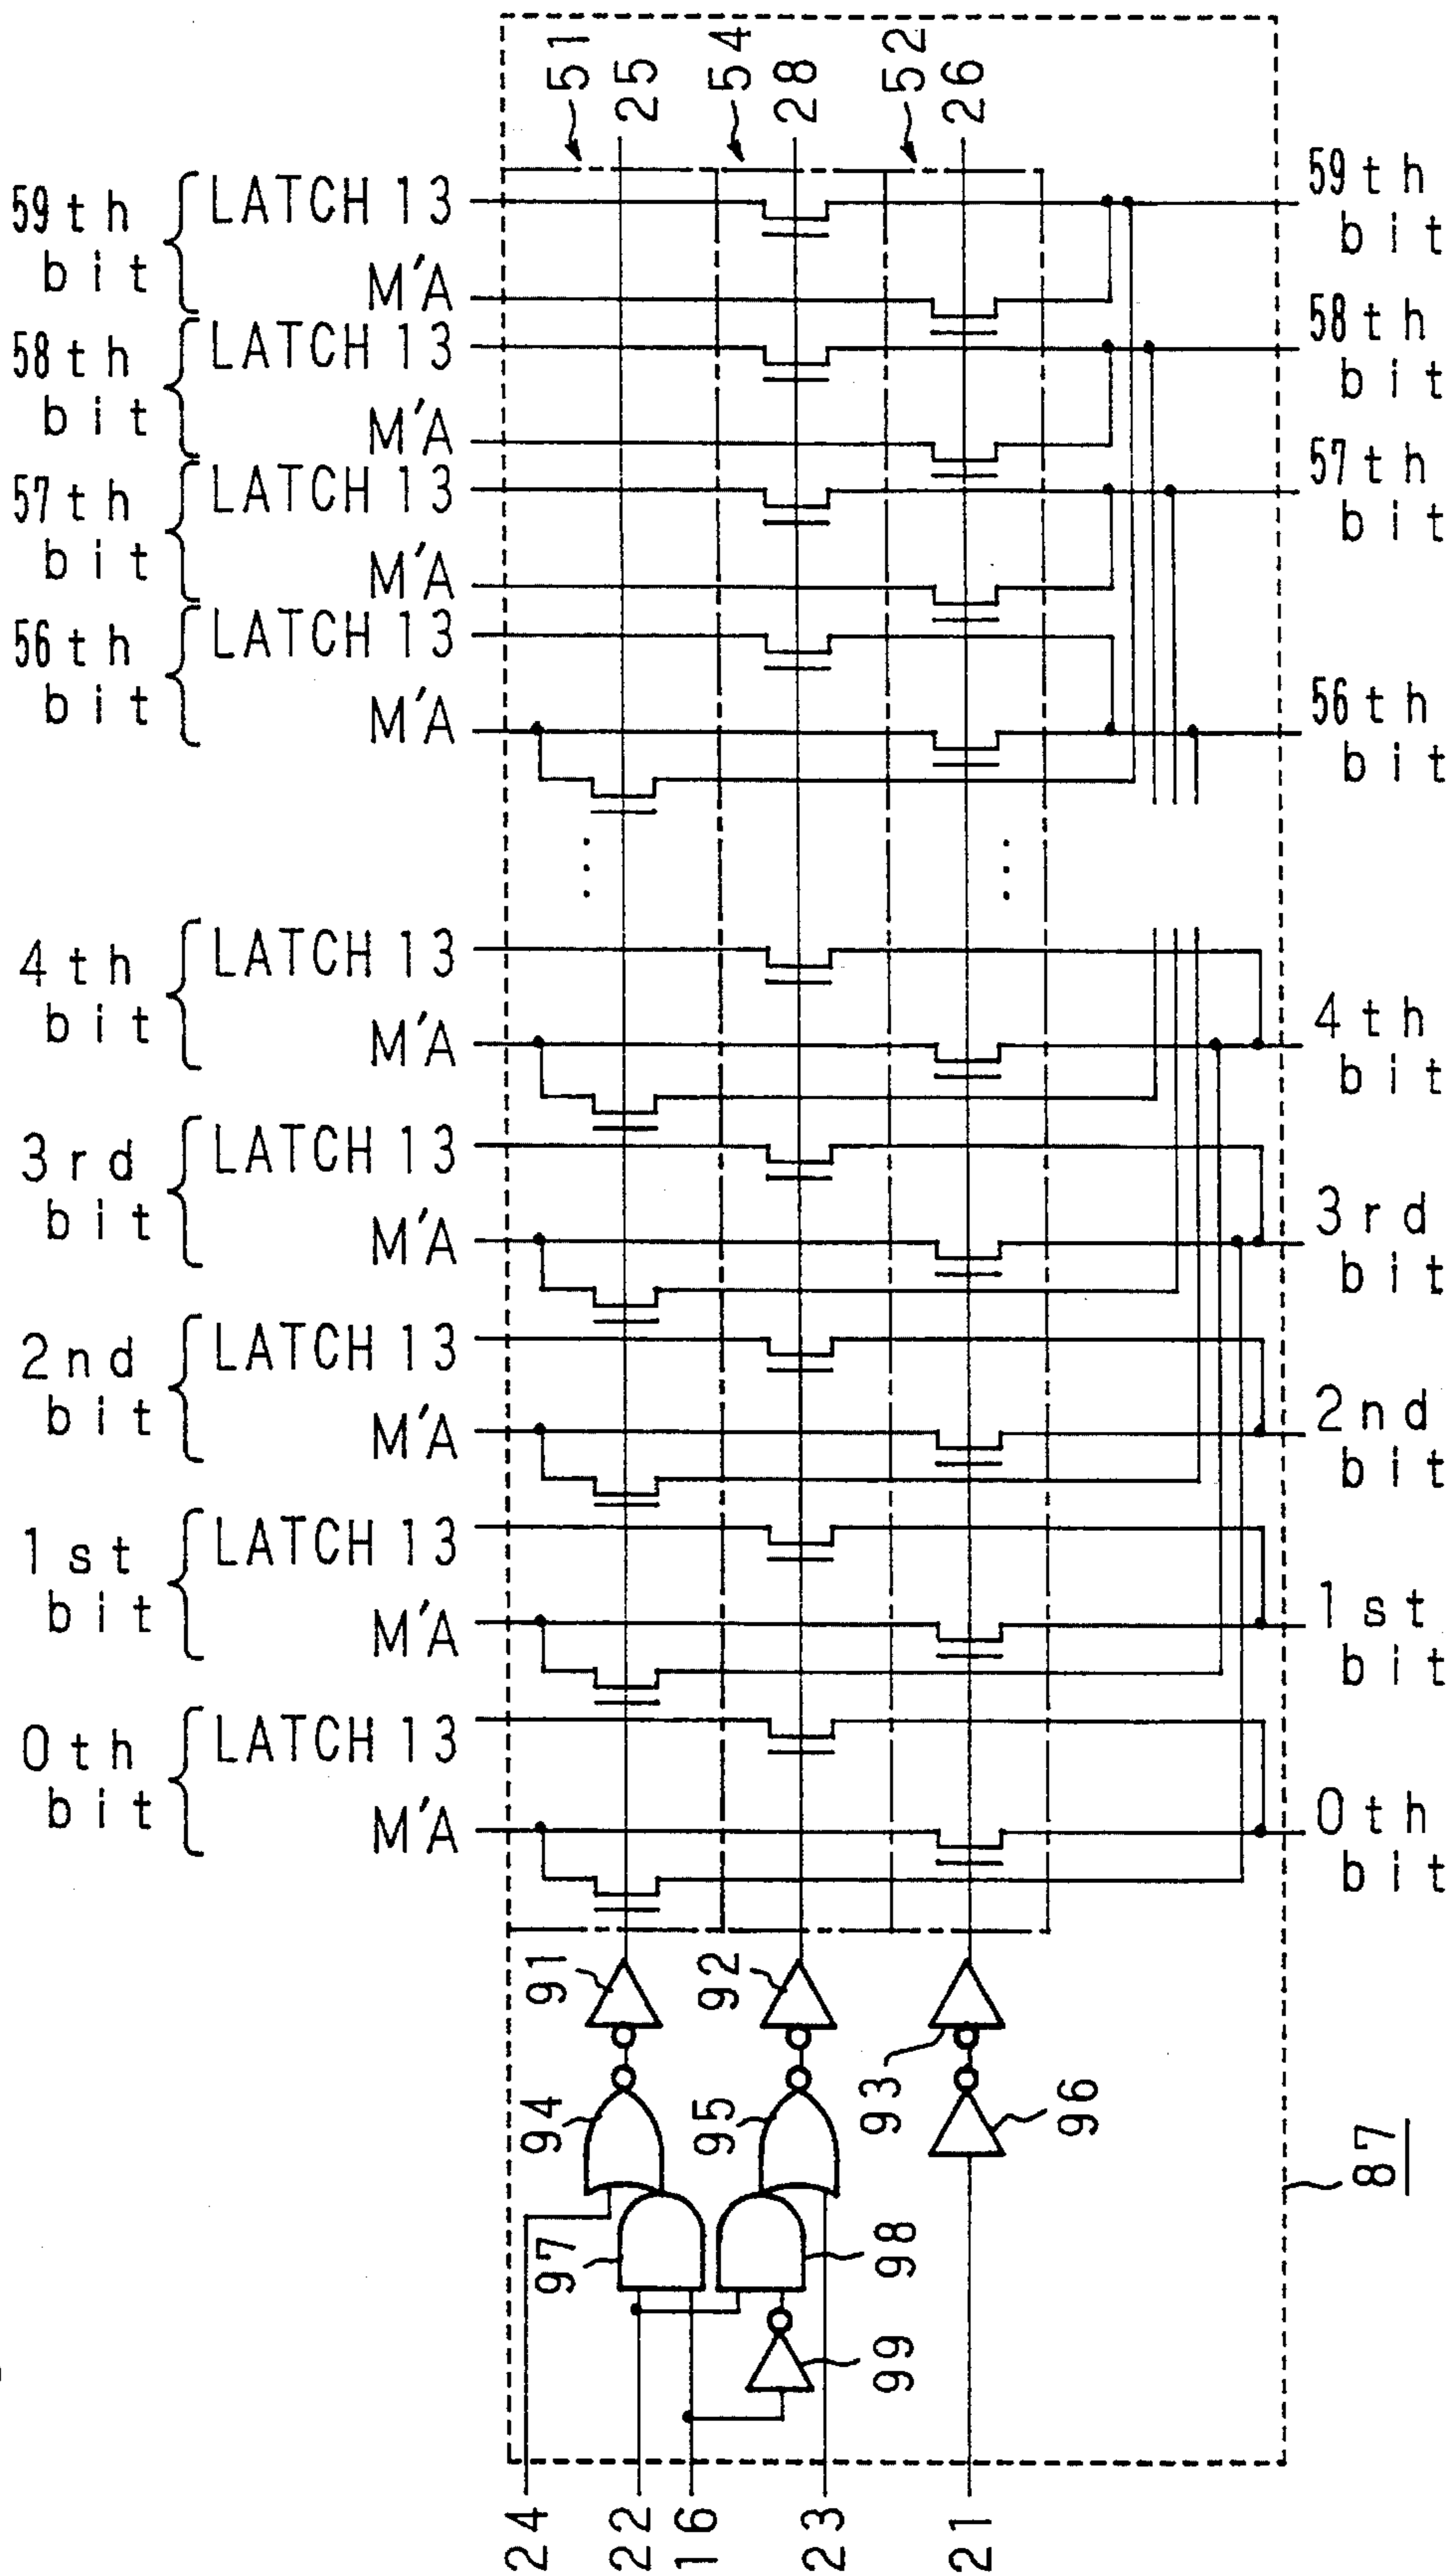 59th bit
LATCH 13
M'A
58th bit
LATCH 13
M'A
57th bit
LATCH 13
M'A
56th bit
LATCH 13
M'A
...
4th bit
LATCH 13
M'A
3rd bit
LATCH 13
M'A
2nd bit
LATCH 13
M'A
1st bit
LATCH 13
M'A
0th bit
LATCH 13
M'A
51
25
54
28
52
26
59th bit
58th bit
57th bit
56th bit
...
4th bit
3rd bit
2nd bit
1st bit
0th bit
91
92
93
94
95
96
97
98
99
87
24
22
16
23
21